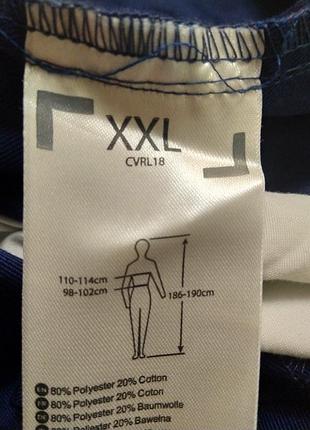 XXL
CVRL18
110-114cm
98-102cm
186-190cm
80% Polyester 20% Cotton
80% Polyester 20% Coton
80% Polyester 20% Baumwolle
80% Polyester 20% Bawełna